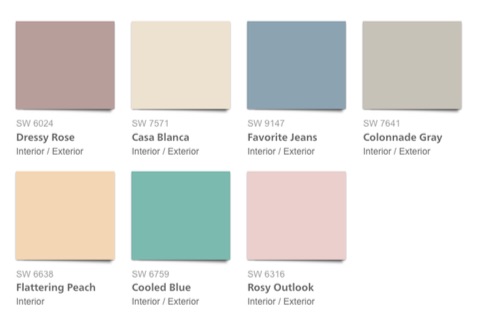 SW 6024
Dressy Rose
Interior / Exterior
SW 7571
Casa Blanca
Interior / Exterior
SW 9147
Favorite Jeans
Interior / Exterior
SW 7641
Colonnade Gray
Interior / Exterior
SW 6638
Flattering Peach
Interior
SW 6759
Cooled Blue
Interior / Exterior
SW 6316
Rosy Outlook
Interior / Exterior